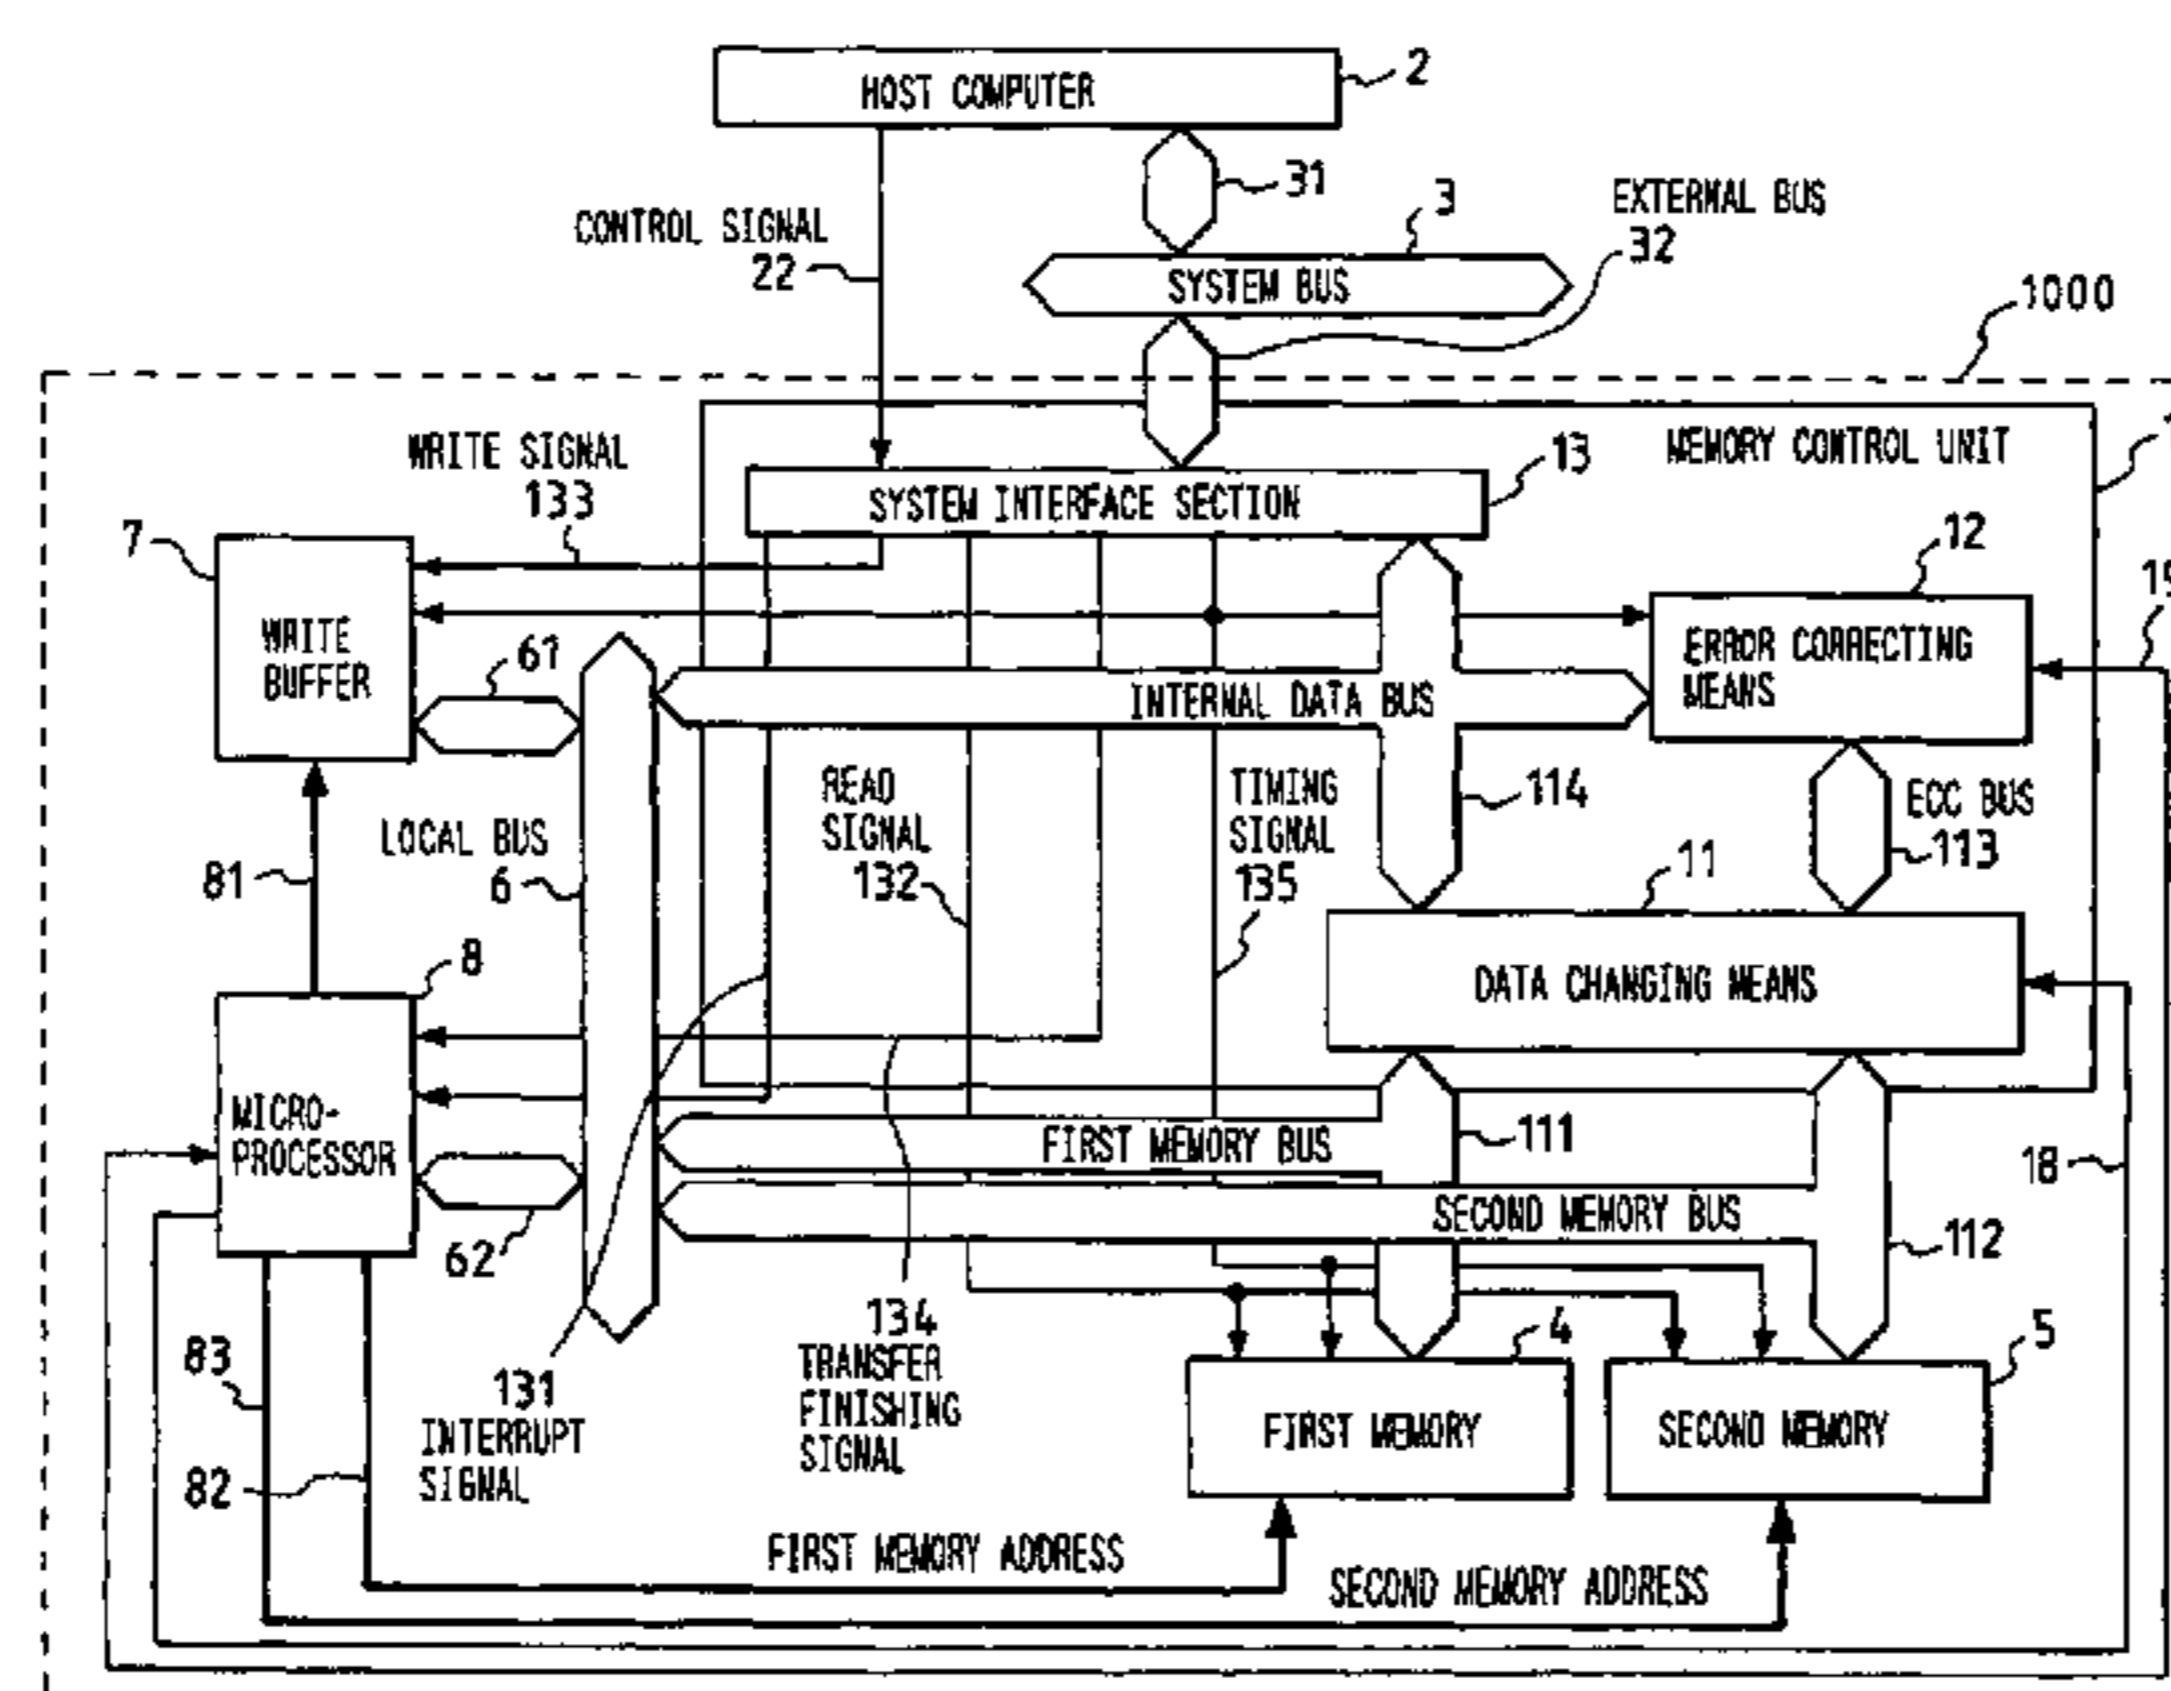 HOST COMPUTER
2
31
CONTROL SIGNAL
22
3
EXTERNAL BUS
32
SYSTEM BUS
1000
WRITE SIGNAL
133
MEMORY CONTROL UNIT
13
SYSTEM INTERFACE SECTION
7
12
WRITE
BUFFER
61
ERROR CORRECTING
MEANS
INTERNAL DATA BUS
READ
SIGNAL
132
TIMING
SIGNAL
135
114
ECC BUS
113
LOCAL BUS
6
81
11
8
DATA CHANGING MEANS
MICRO-
PROCESSOR
FIRST MEMORY BUS
111
18
SECOND MEMORY BUS
112
62
134
TRANSFER
FINISHING
SIGNAL
4
5
83
131
INTERRUPT
SIGNAL
FIRST MEMORY
SECOND MEMORY
82
FIRST MEMORY ADDRESS
SECOND MEMORY ADDRESS